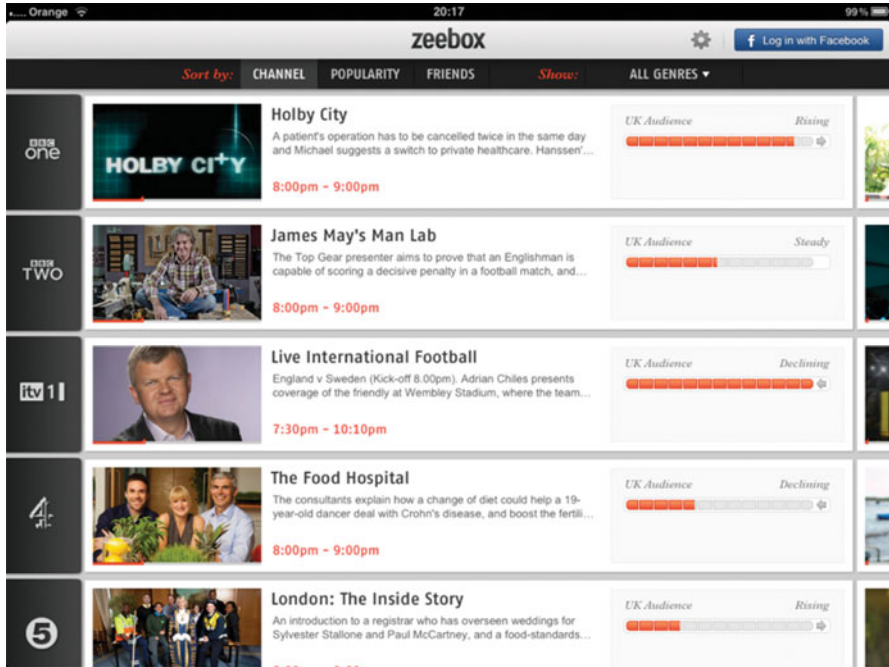 Orange 20:17 99%
zeebox
f Log in with Facebook
Sort by: CHANNEL POPULARITY FRIENDS Show: ALL GENRES
BBC
one
HOLBY CI+Y
Holby City
A patient's operation has to be cancelled twice in the same day
and Michael suggests a switch to private healthcare. Hanssen'...
8:00pm - 9:00pm
UK Audience Rising
BBC
TWO
James May's Man Lab
The Top Gear presenter aims to prove that an Englishman is
capable of scoring a decisive penalty in a football match, and...
8:00pm - 9:00pm
UK Audience Steady
itv 1
Live International Football
England v Sweden (Kick-off 8.00pm). Adrian Chiles presents
coverage of the friendly at Wembley Stadium, where the team...
7:30pm - 10:10pm
UK Audience Declining
4
The Food Hospital
The consultants explain how a change of diet could help a 19-
year-old dancer deal with Crohn's disease, and boost the fertili...
8:00pm - 9:00pm
UK Audience Declining
5
London: The Inside Story
An introduction to a registrar who has overseen weddings for
Sylvester Stallone and Paul McCartney, and a food-standards...
UK Audience Rising